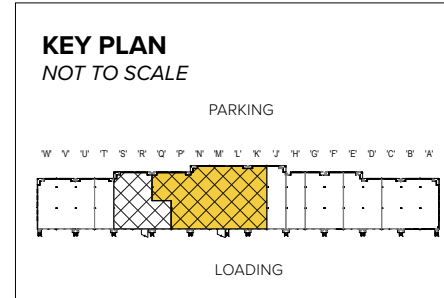 KEY PLAN
NOT TO SCALE
PARKING
'W' 'V' 'U' 'T' 'S' 'R' 'Q' 'P' 'N' 'M' 'L' 'K' 'J' 'H' 'G' 'F' 'E' 'D' 'C' 'B' 'A'
LOADING